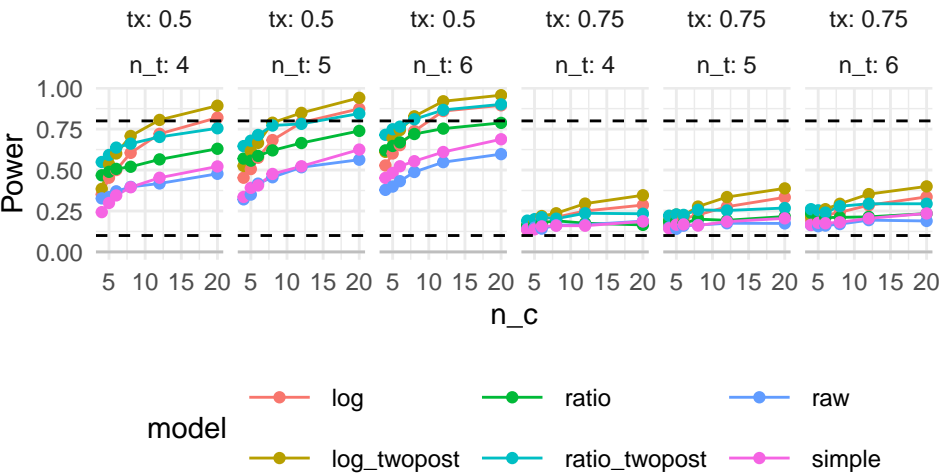 tx: 0.5 tx: 0.5 tx: 0.5 tx: 0.75 tx: 0.75 tx: 0.75
n_t: 4 n_t: 5 n_t: 6 n_t: 4 n_t: 5 n_t: 6
1.00
0.75
0.50
0.25
0.00
Power
5 10 15 20 5 10 15 20 5 10 15 20 5 10 15 20 5 10 15 20 5 10 15 20
n_c
model
log ratio raw
log_twopost ratio_twopost simple